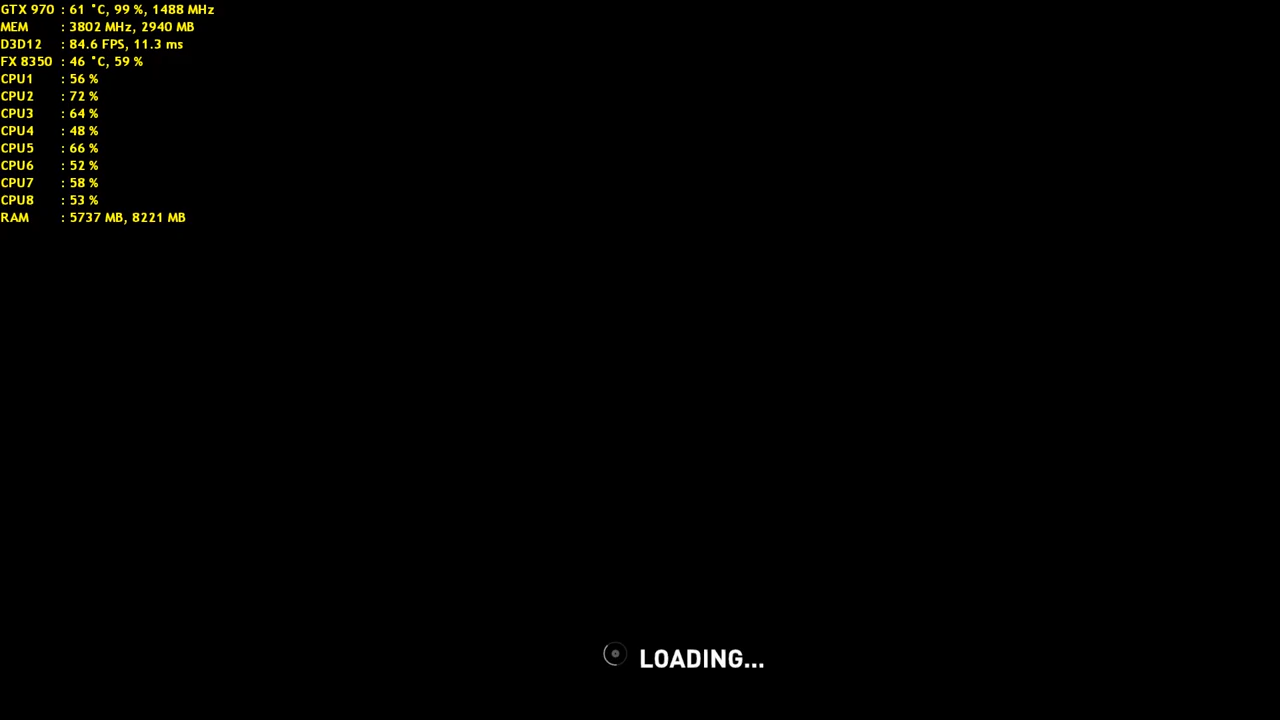 GTX 970 : 61 °C, 99 %, 1488 MHz
MEM : 3802 MHz, 2940 MB
D3D12 : 84.6 FPS, 11.3 ms
FX 8350 : 46 °C, 59 %
CPU1 : 56 %
CPU2 : 72 %
CPU3 : 64 %
CPU4 : 48 %
CPU5 : 66 %
CPU6 : 52 %
CPU7 : 58 %
CPU8 : 53 %
RAM : 5737 MB, 8221 MB
LOADING...